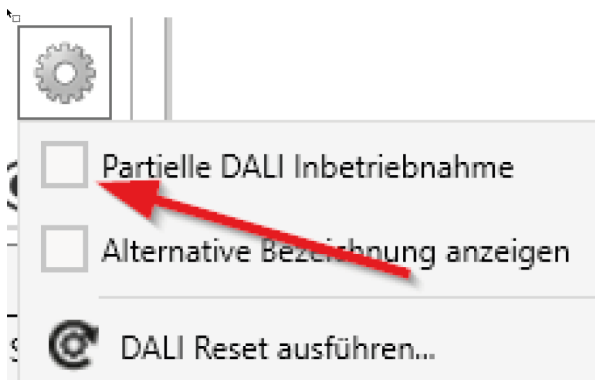 Partielle DALI Inbetriebnahme
Alternative Bezeichnung anzeigen
DALI Reset ausführen...